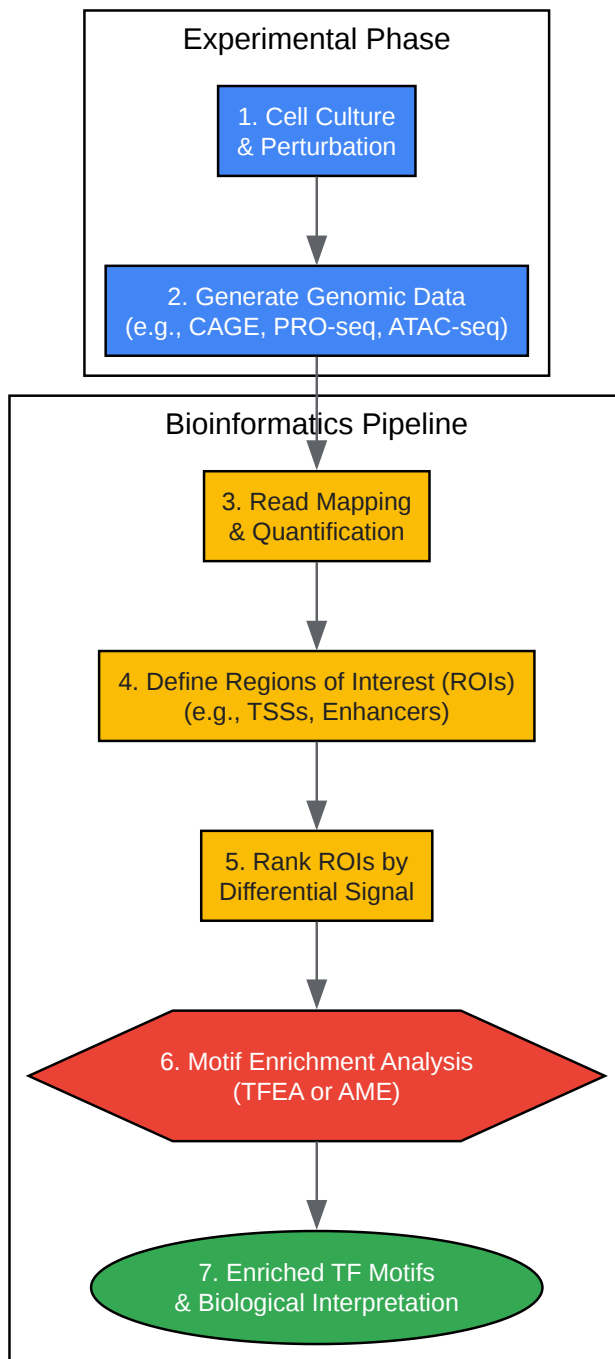 Experimental Phase
1. Cell Culture
& Perturbation
2. Generate Genomic Data
(e.g., CAGE, PRO-seq, ATAC-seq)
Bioinformatics Pipeline
3. Read Mapping
& Quantification
4. Define Regions of Interest (ROIs)
(e.g., TSSs, Enhancers)
5. Rank ROIs by
Differential Signal
6. Motif Enrichment Analysis
(TFEA or AME)
7. Enriched TF Motifs
& Biological Interpretation